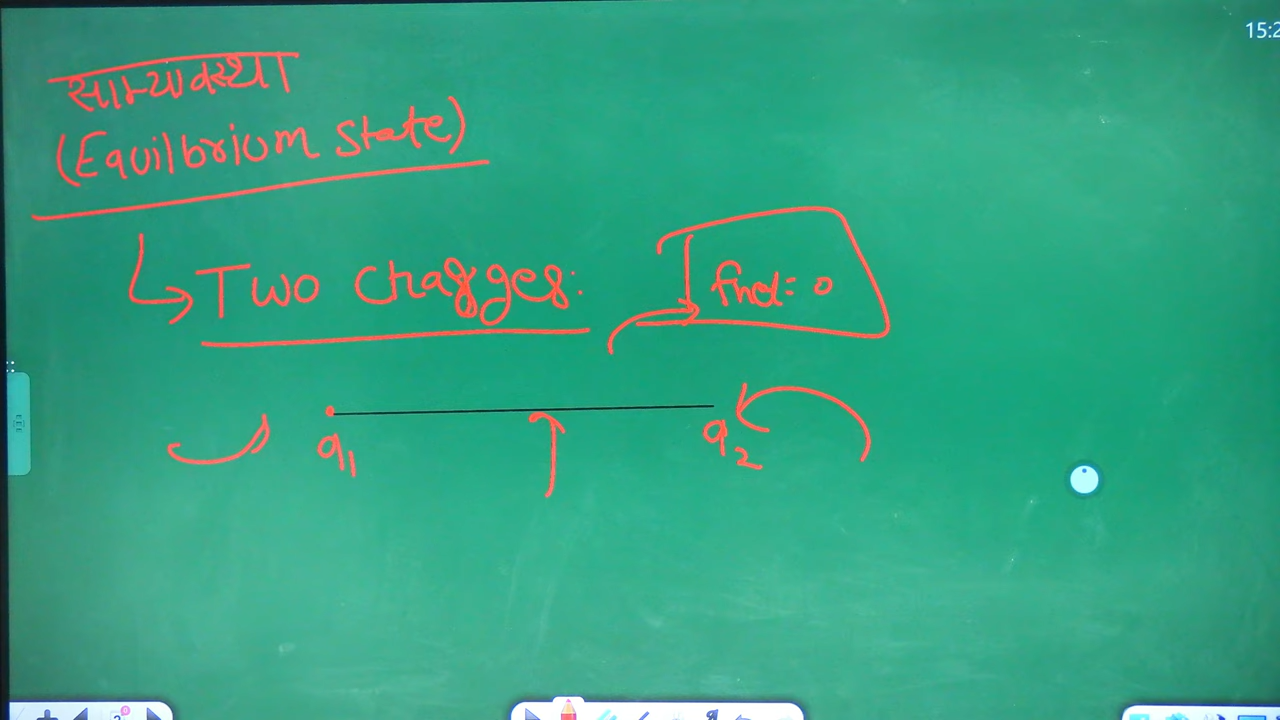 15:2
साम्यावस्था
(Equilbrium State)
Two Charges:
fnet = 0
q1
q2